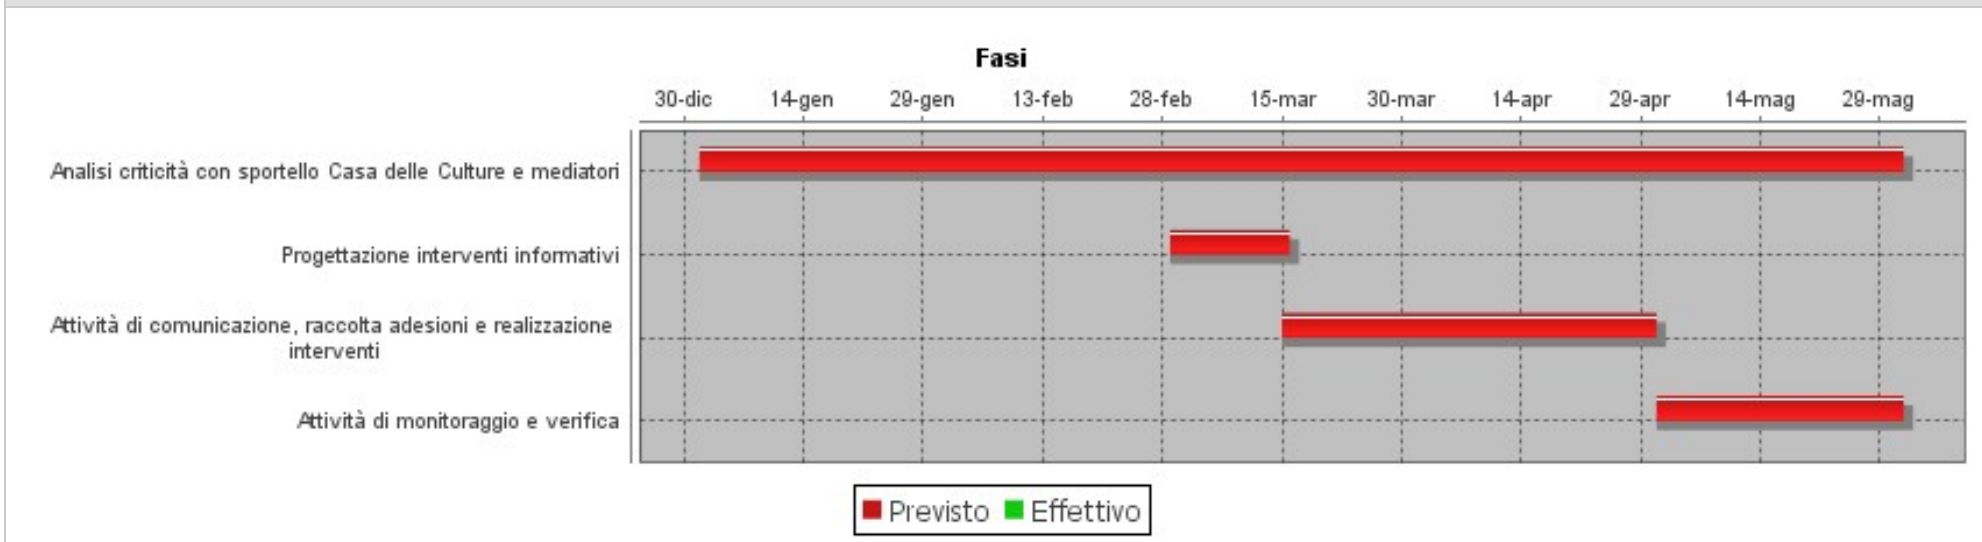 Fasi
30-dic 14-gen 29-gen 13-feb 28-feb 15-mar 30-mar 14-apr 29-apr 14-mag 29-mag
Analisi criticità con sportello Casa delle Culture e mediatori
Progettazione interventi informativi
Attività di comunicazione, raccolta adesioni e realizzazione
interventi
Attività di monitoraggio e verifica
Previsto Effettivo